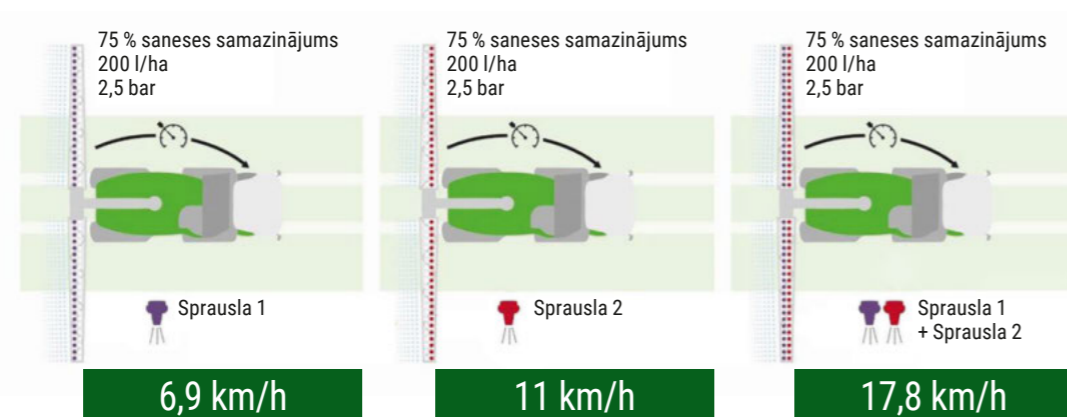 75 % saneses samazinājums
200 l/ha
2,5 bar
Sprausla 1
6,9 km/h
75 % saneses samazinājums
200 l/ha
2,5 bar
Sprausla 2
11 km/h
75 % saneses samazinājums
200 l/ha
2,5 bar
Sprausla 1
+ Sprausla 2
17,8 km/h